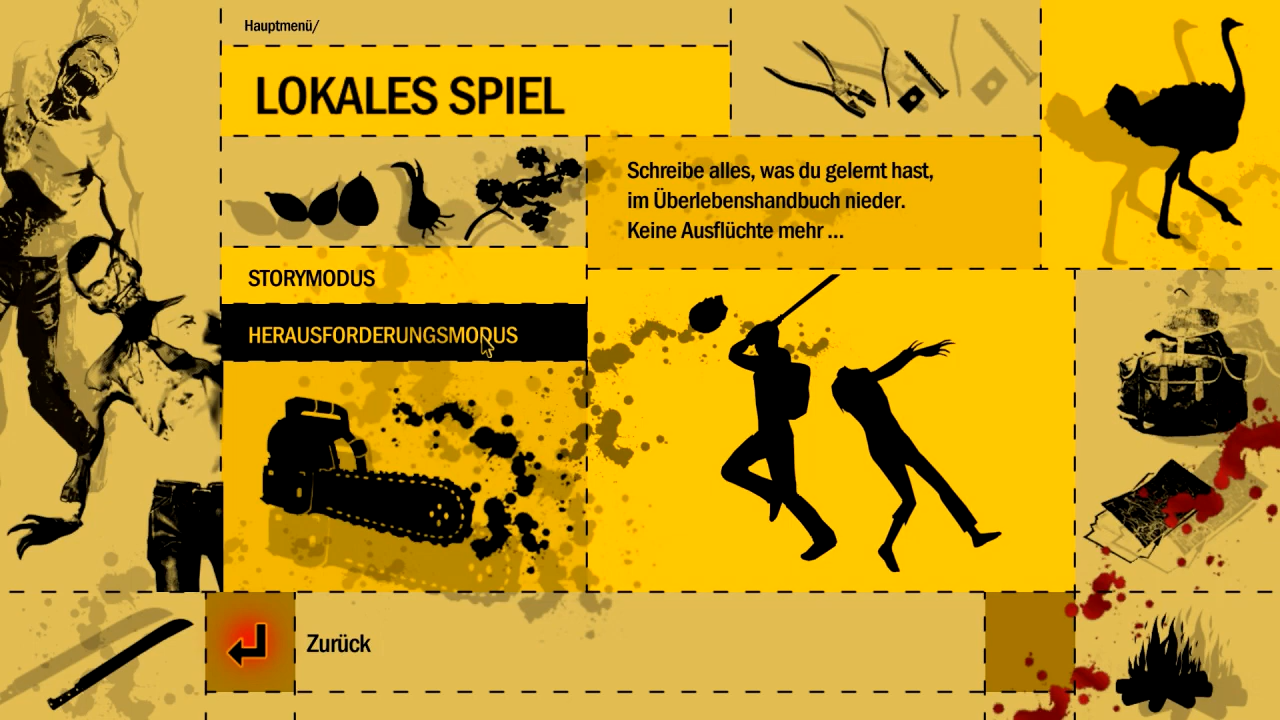 Hauptmenü/
LOKALES SPIEL
Schreibe alles, was du gelernt hast,
im Überlebenshandbuch nieder.
Keine Ausflüchte mehr ...
STORYMODUS
HERAUSFORDERUNGSMODUS
Zurück